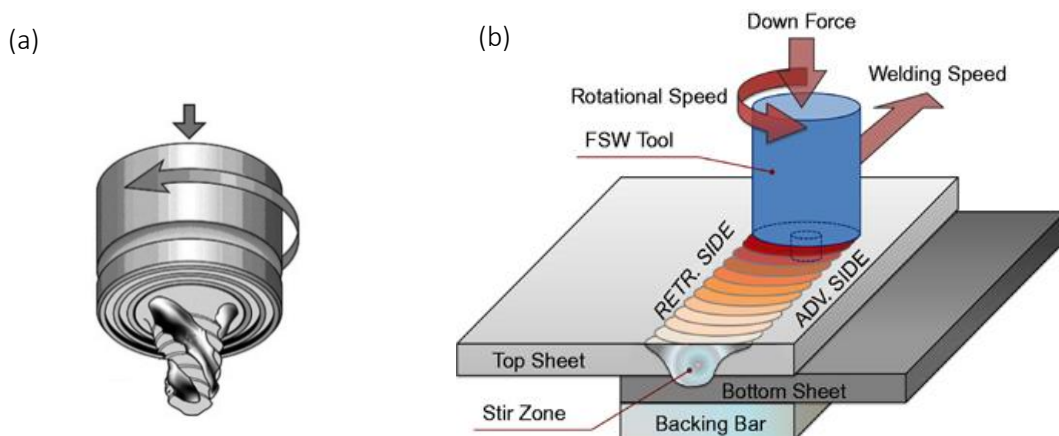 (a)
(b)
Down Force
Welding Speed
Rotational Speed
FSW Tool
RETR. SIDE
ADV. SIDE
Top Sheet
Bottom Sheet
Stir Zone
Backing Bar